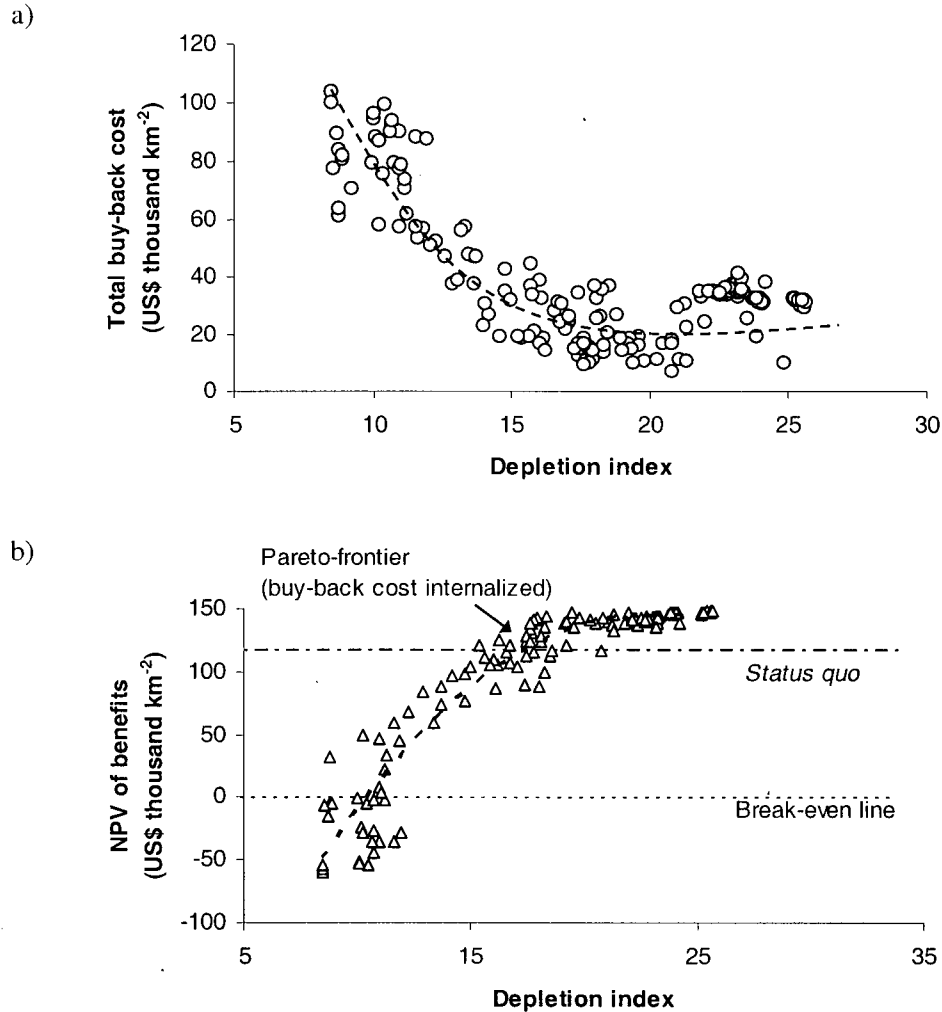 a)
Total buy-back cost
(US$ thousand km-2)
120
100
80
60
40
20
0
5 10 15 20 25 30
Depletion index
b)
Pareto-frontier
(buy-back cost internalized)
NPV of benefits
(US$ thousand km-2)
150
100
50
0
-50
-100
Status quo
Break-even line
5 15 25 35
Depletion index